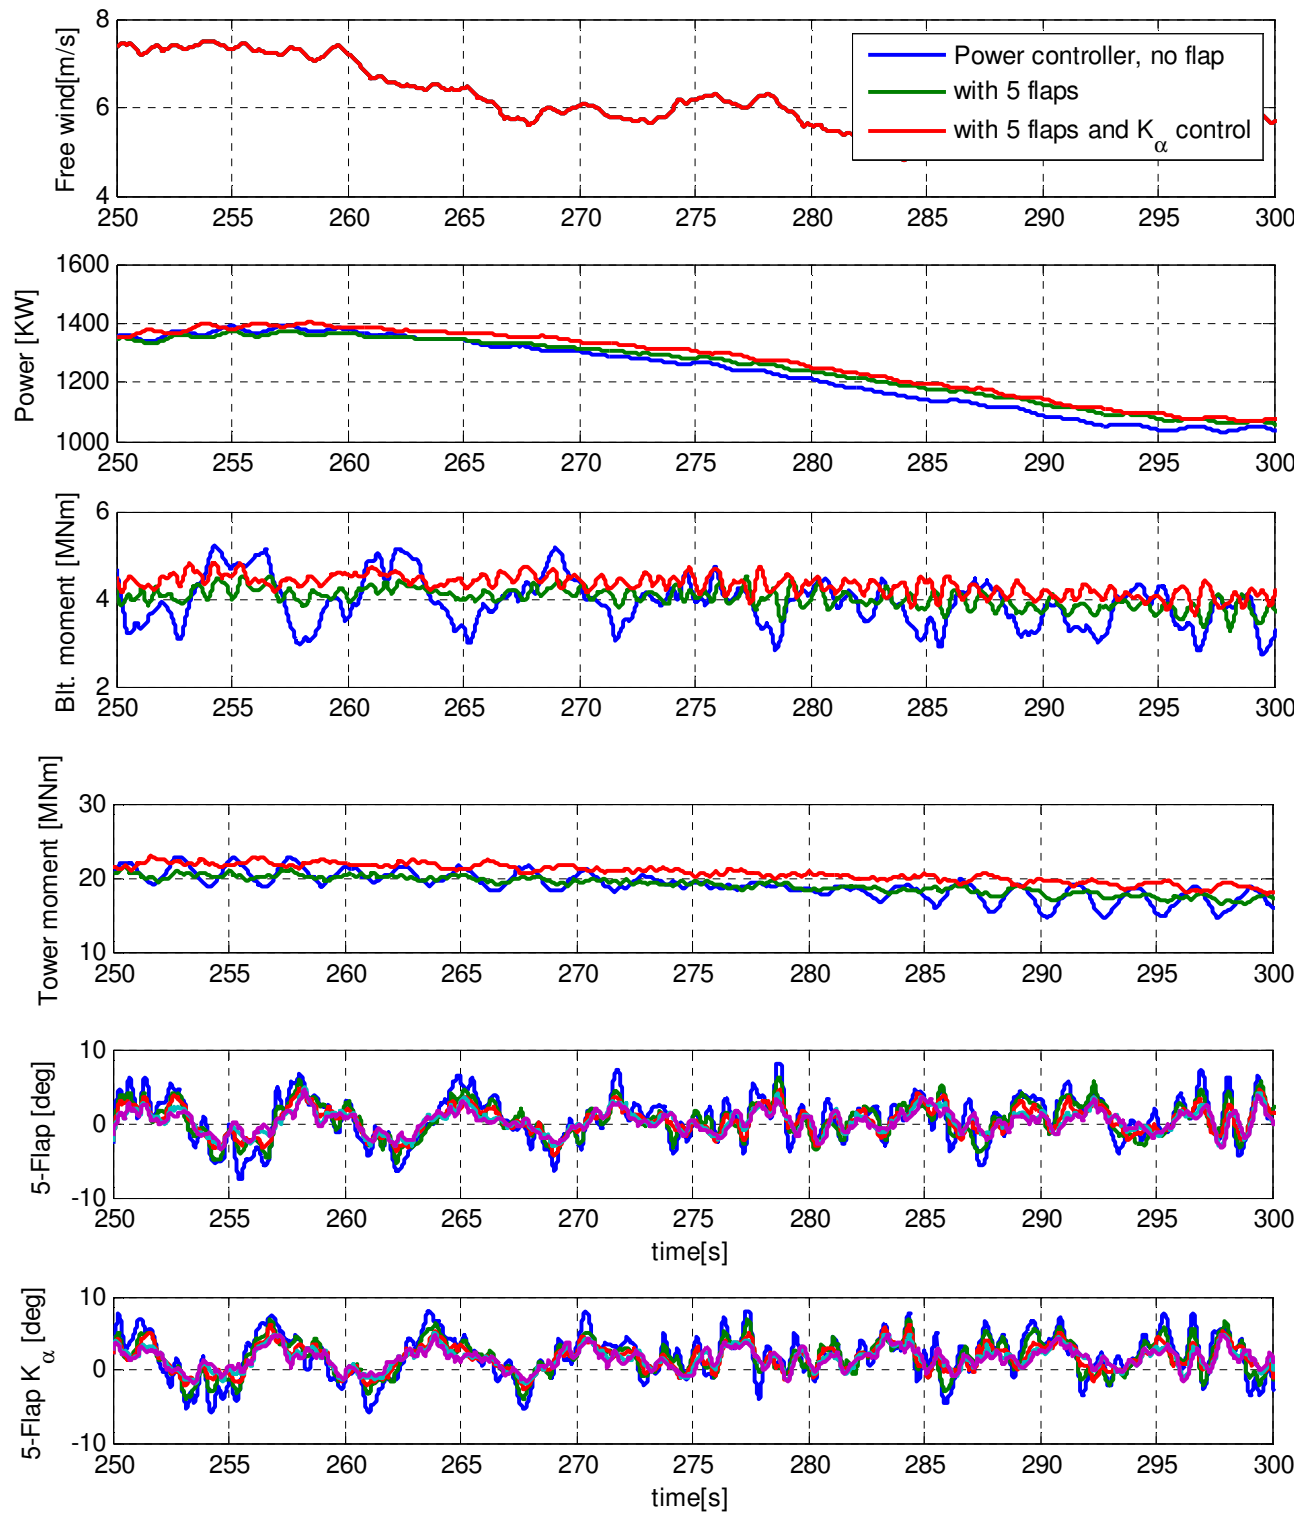 Free wind[m/s]
8
6
4
Power controller, no flap
with 5 flaps
with 5 flaps and Kα control
250 255 260 265 270 275 280 285 290 295 300
Power [KW]
1600
1400
1200
1000
250 255 260 265 270 275 280 285 290 295 300
Blt. moment [MNm]
6
4
2
250 255 260 265 270 275 280 285 290 295 300
Tower moment [MNm]
30
20
10
250 255 260 265 270 275 280 285 290 295 300
5-Flap [deg]
10
0
-10
250 255 260 265 270 275 280 285 290 295 300
time[s]
5-Flap Kα [deg]
10
0
-10
250 255 260 265 270 275 280 285 290 295 300
time[s]